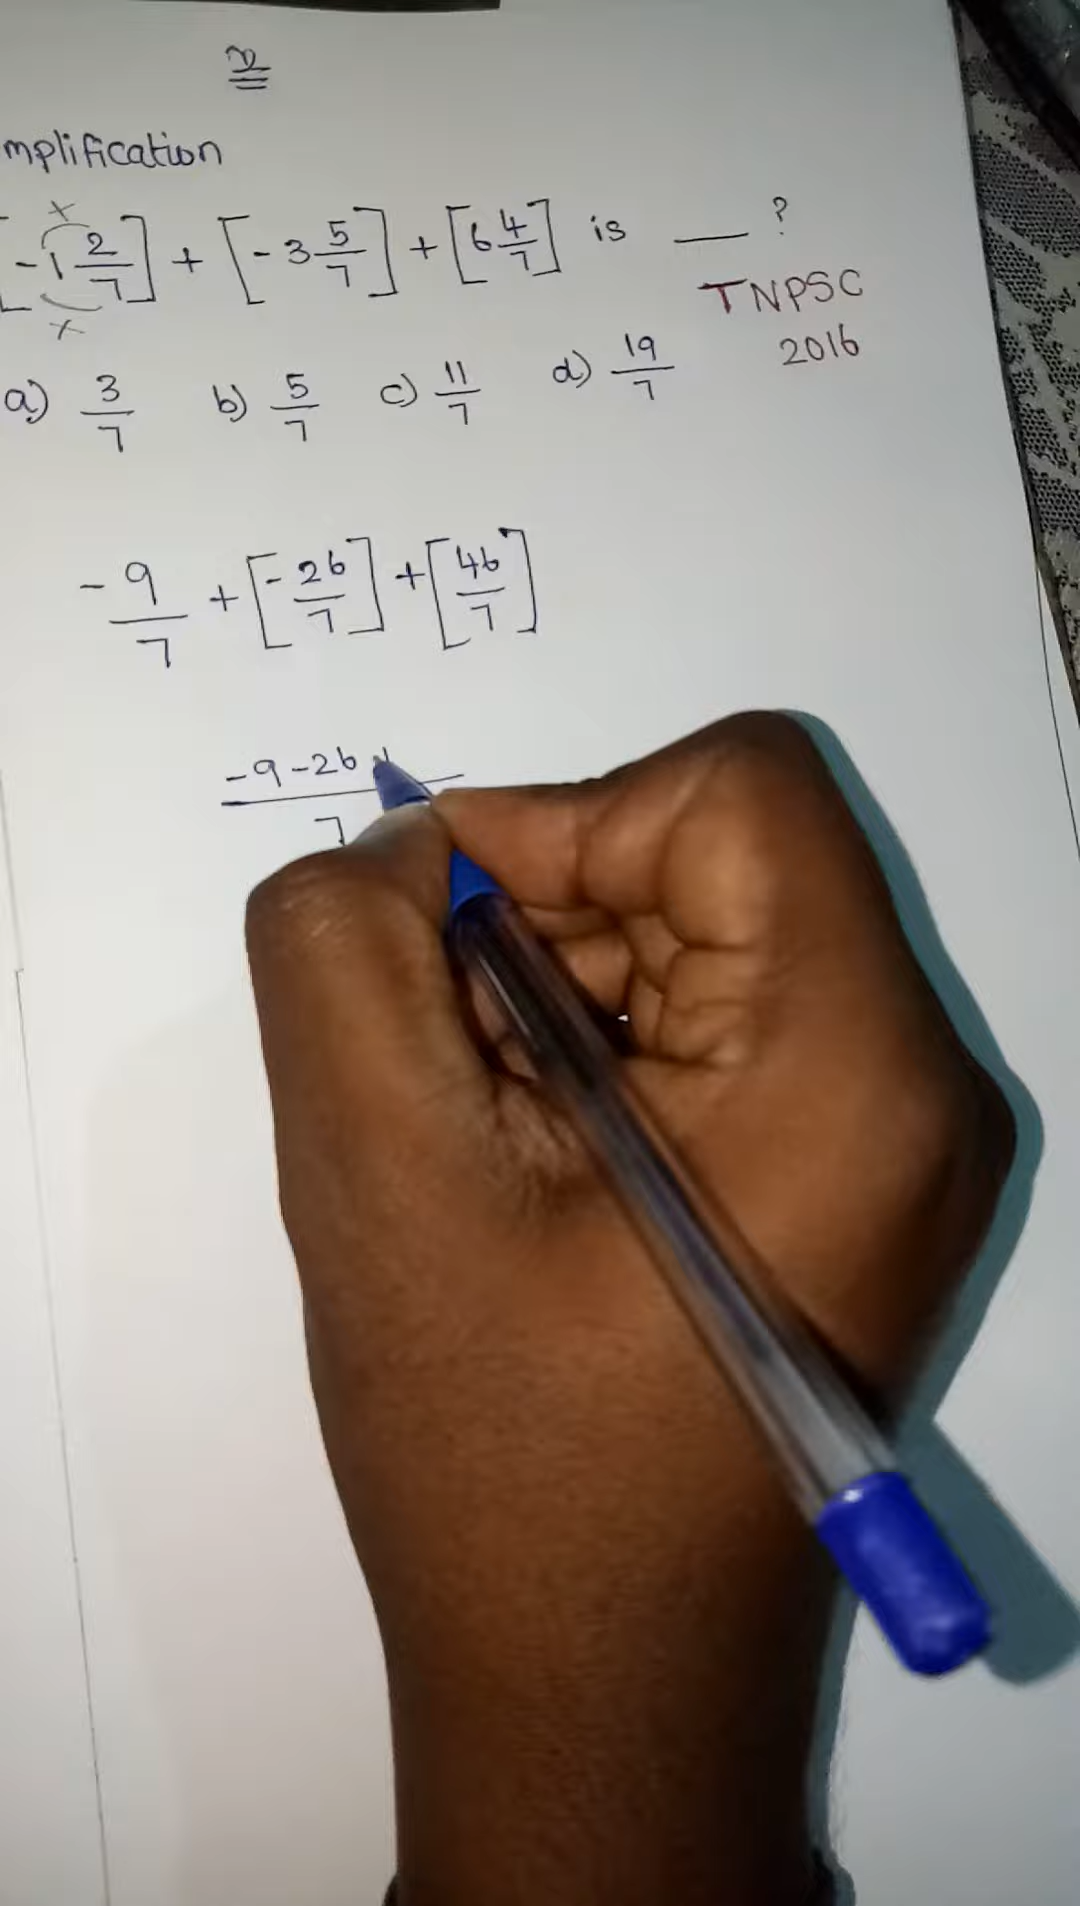 mplification
[-1 2/7] + [-3 5/7] + [6 4/7] is __ ?
TNPSC
2016
a) 3/7 b) 5/7 c) 11/7 d) 19/7
-9/7 + [-26/7] + [46/7]
-9-26
7